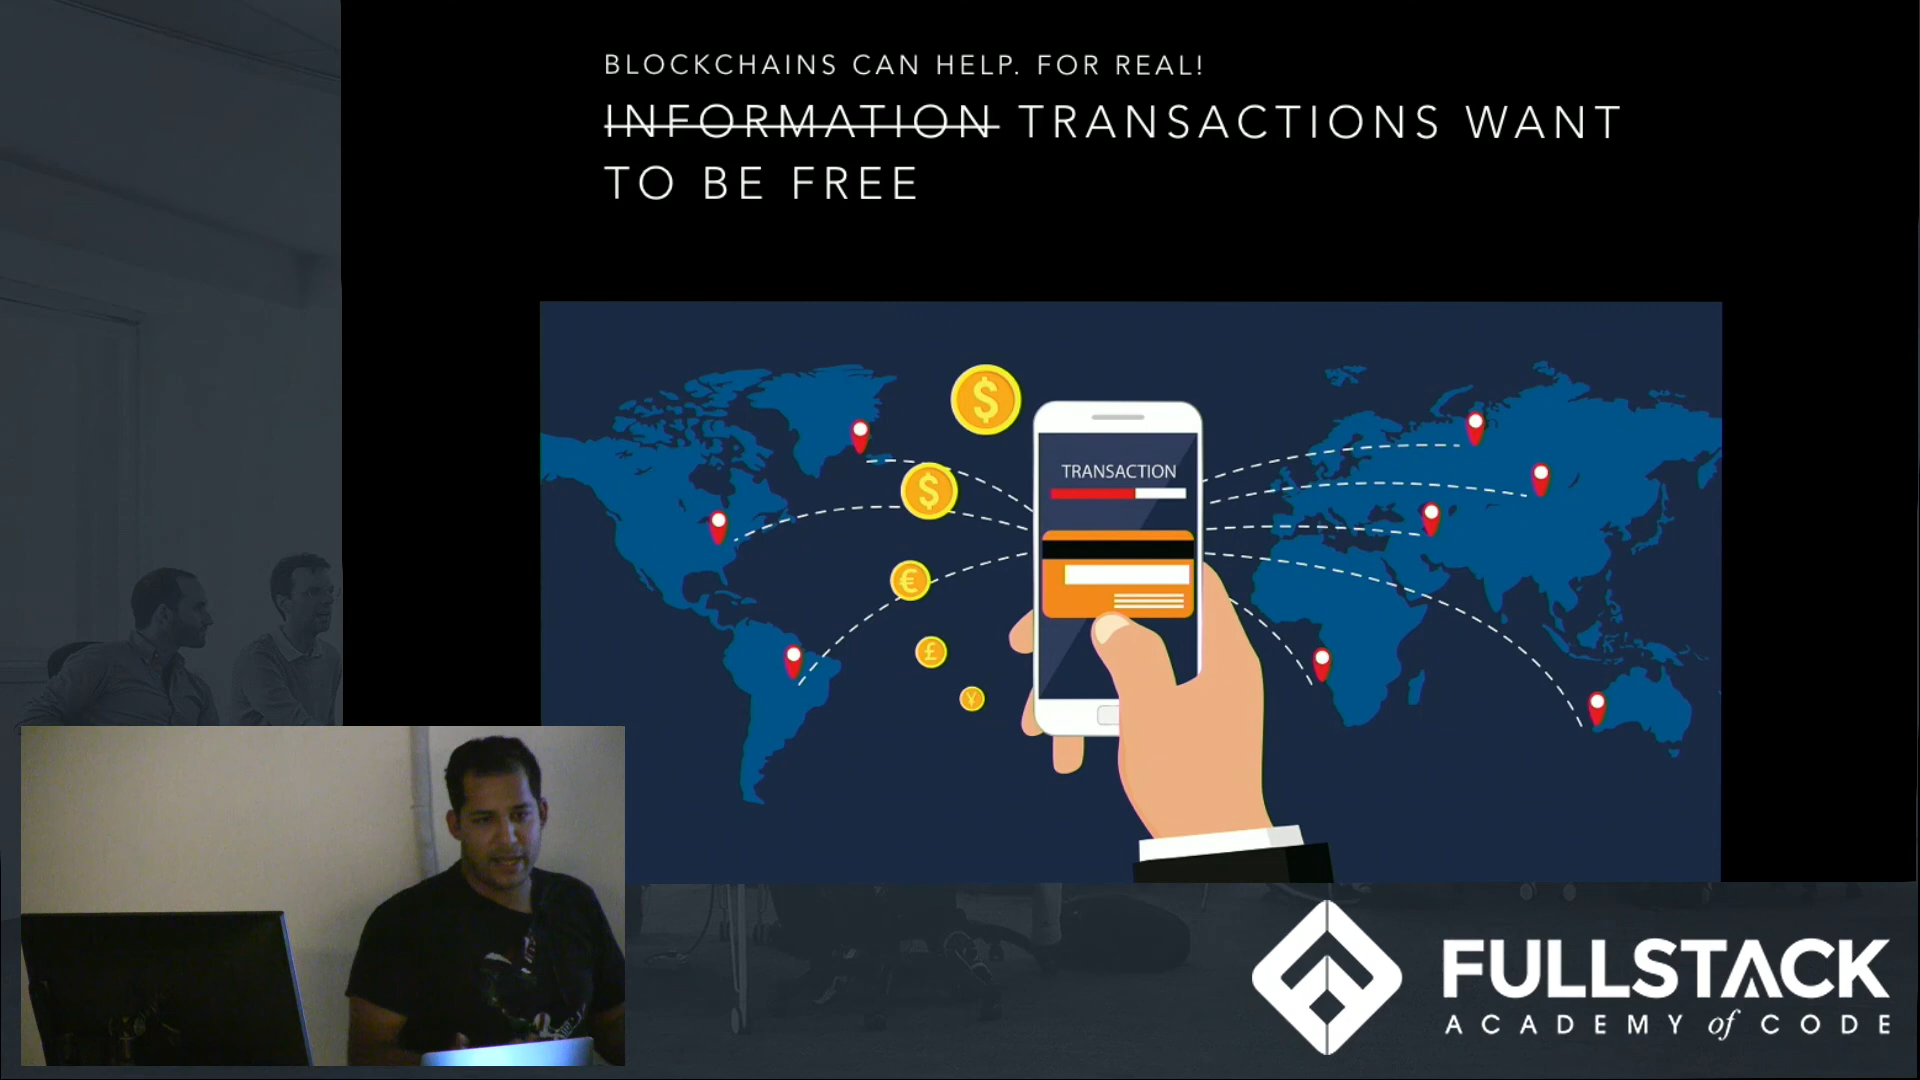 BLOCKCHAINS CAN HELP. FOR REAL!
INFORMATION TRANSACTIONS WANT
TO BE FREE
$
TRANSACTION
$
€
£
¥
FULLSTACK
ACADEMY of CODE